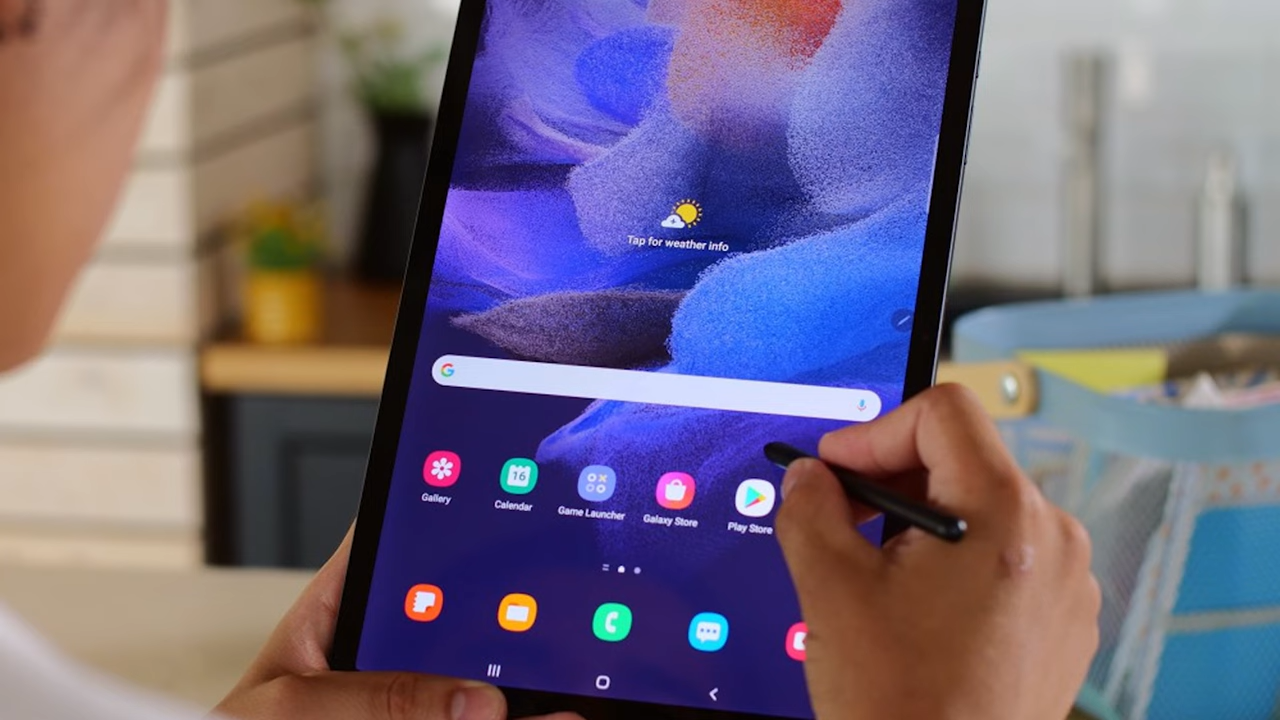 Tap for weather info
G
16
Gallery
Calendar
Game Launcher
Galaxy Store
Play Store